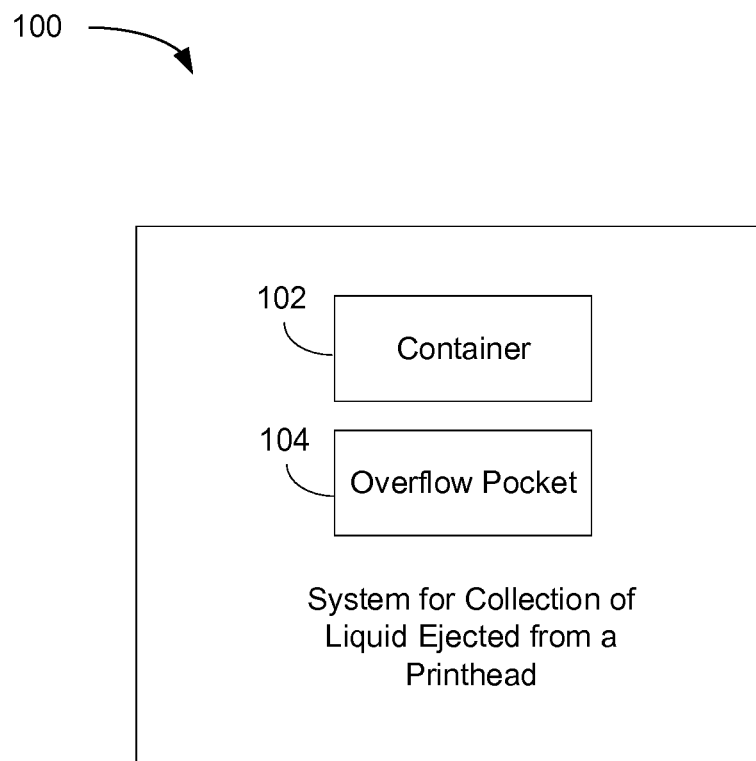 100
102
Container
104
Overflow Pocket
System for Collection of
Liquid Ejected from a
Printhead